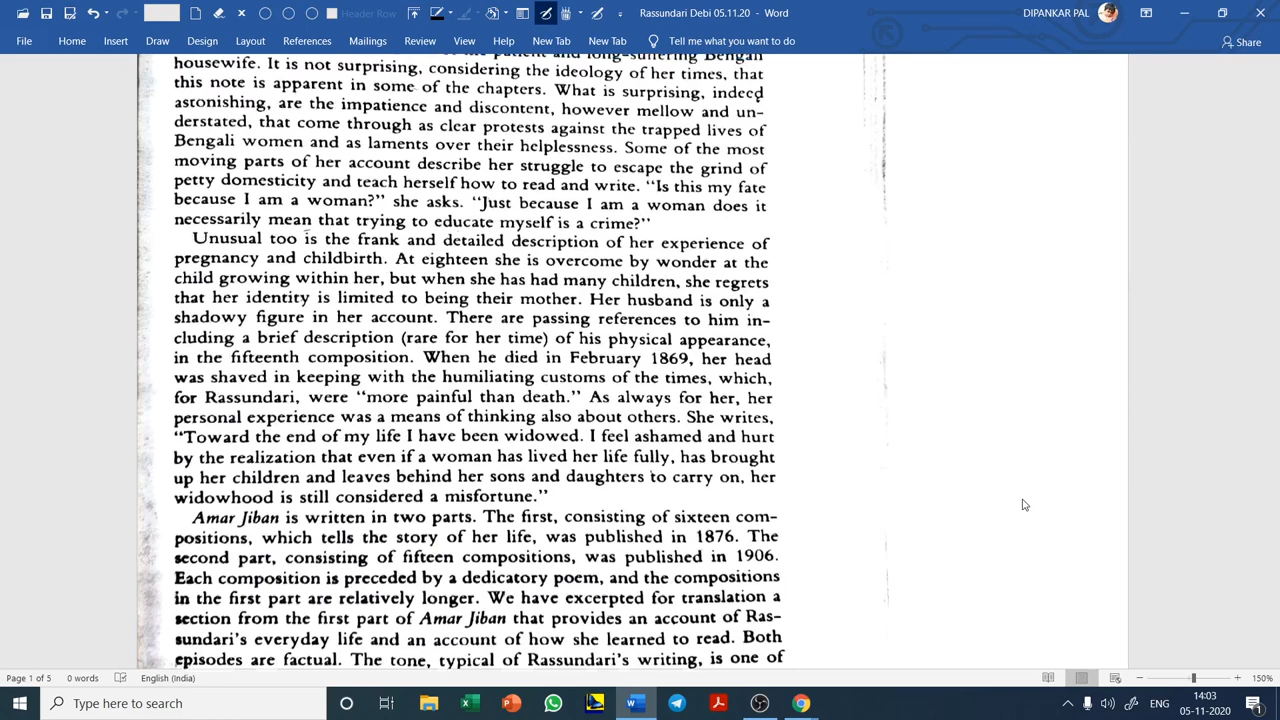 Rassundari Debi 05.11.20 - Word
DIPANKAR PAL
File Home Insert Draw Design Layout References Mailings Review View Help New Tab New Tab Tell me what you want to do
Share
patient and long-suffering Bengali
housewife. It is not surprising, considering the ideology of her times, that
this note is apparent in some of the chapters. What is surprising, indeed
astonishing, are the impatience and discontent, however mellow and un-
derstated, that come through as clear protests against the trapped lives of
Bengali women and as laments over their helplessness. Some of the most
moving parts of her account describe her struggle to escape the grind of
petty domesticity and teach herself how to read and write. “Is this my fate
because I am a woman?” she asks. “Just because I am a woman does it
necessarily mean that trying to educate myself is a crime?”
Unusual too is the frank and detailed description of her experience of
pregnancy and childbirth. At eighteen she is overcome by wonder at the
child growing within her, but when she has had many children, she regrets
that her identity is limited to being their mother. Her husband is only a
shadowy figure in her account. There are passing references to him in-
cluding a brief description (rare for her time) of his physical appearance,
in the fifteenth composition. When he died in February 1869, her head
was shaved in keeping with the humiliating customs of the times, which,
for Rassundari, were “more painful than death.” As always for her, her
personal experience was a means of thinking also about others. She writes,
“Toward the end of my life I have been widowed. I feel ashamed and hurt
by the realization that even if a woman has lived her life fully, has brought
up her children and leaves behind her sons and daughters to carry on, her
widowhood is still considered a misfortune.”
Amar Jiban is written in two parts. The first, consisting of sixteen com-
positions, which tells the story of her life, was published in 1876. The
second part, consisting of fifteen compositions, was published in 1906.
Each composition is preceded by a dedicatory poem, and the compositions
in the first part are relatively longer. We have excerpted for translation a
section from the first part of Amar Jiban that provides an account of Ras-
sundari’s everyday life and an account of how she learned to read. Both
episodes are factual. The tone, typical of Rassundari’s writing, is one of
Page 1 of 5 0 words English (India)
150%
Type here to search
ENG
14:03
05-11-2020